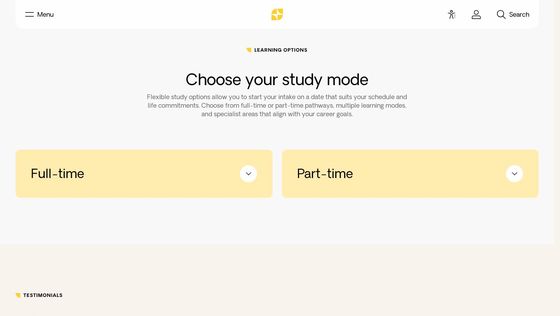 Menu
Search
LEARNING OPTIONS
Choose your study mode
Flexible study options allow you to start your intake on a date that suits your schedule and
life commitments. Choose from full-time or part-time pathways, multiple learning modes,
and specialist areas that align with your career goals.
Full-time
Part-time
TESTIMONIALS